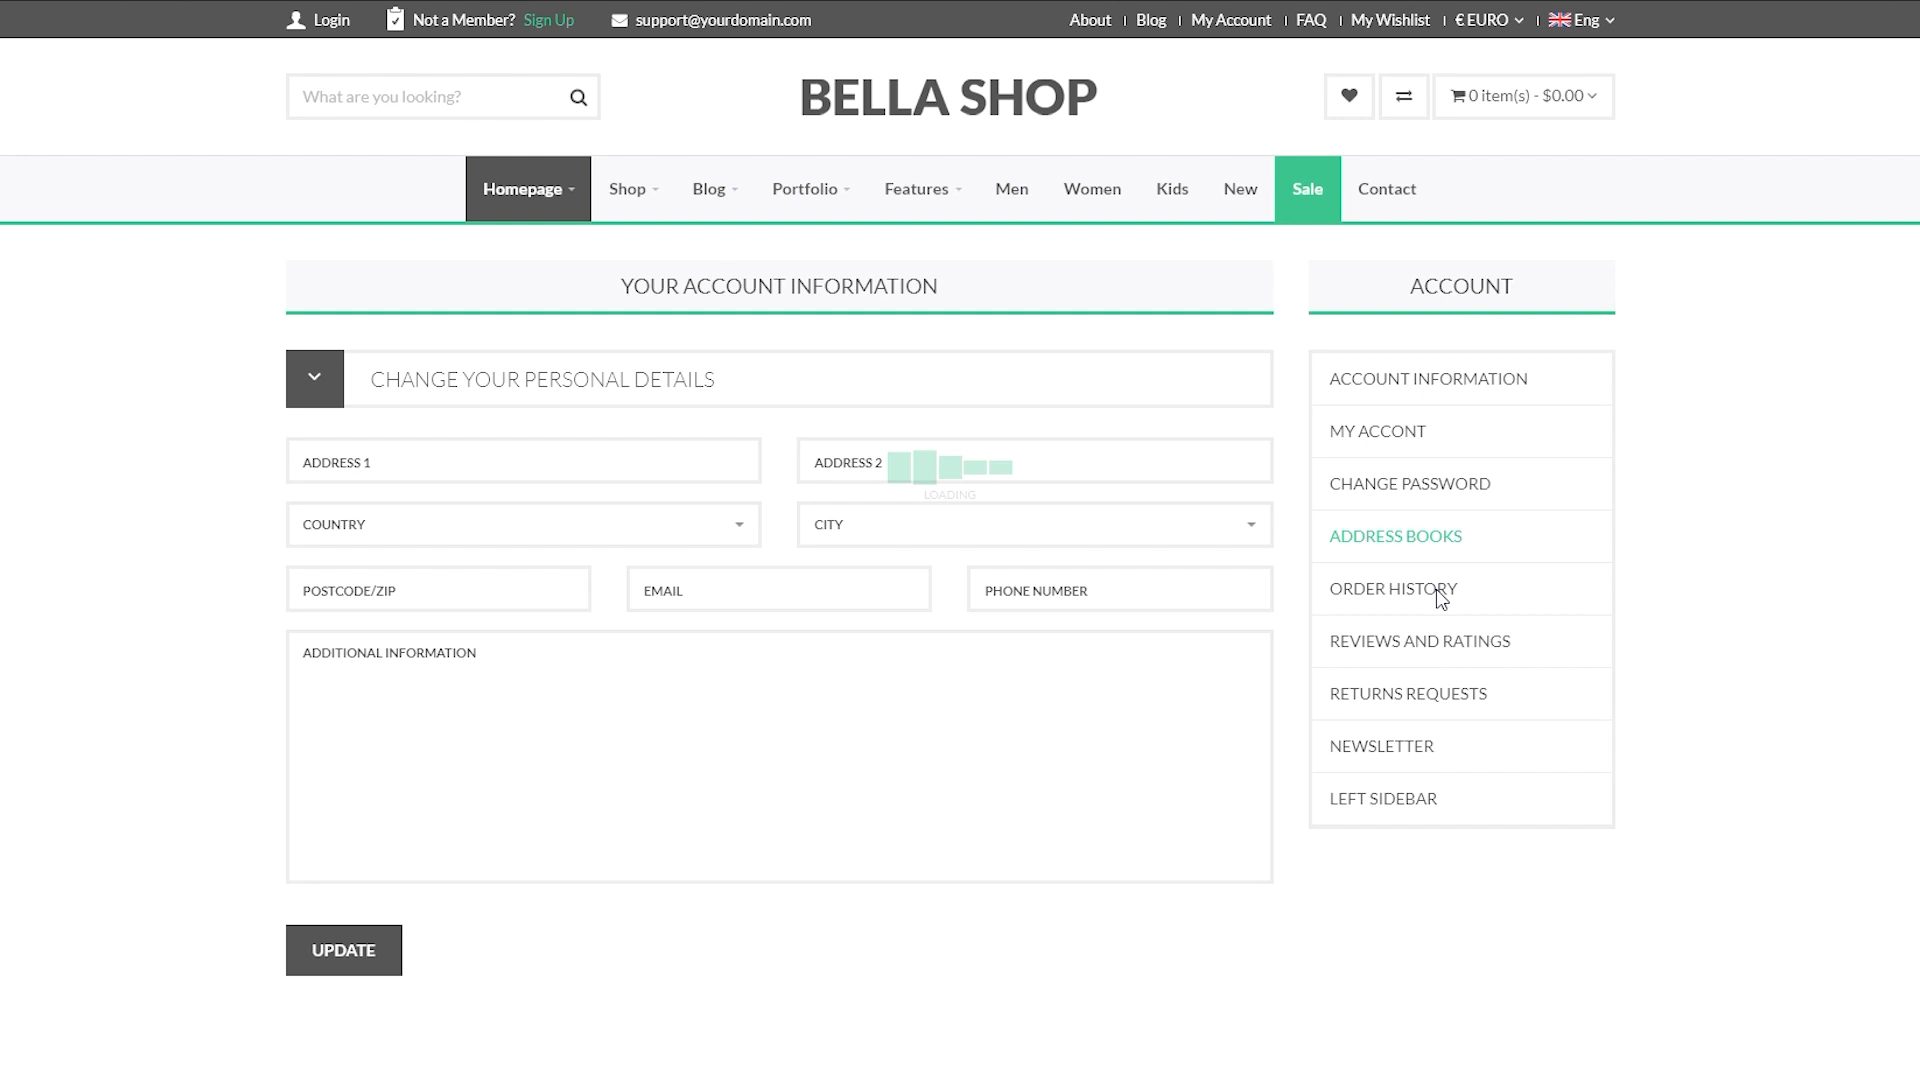 Login
Not a Member? Sign Up
support@yourdomain.com
About
Blog
My Account
FAQ
My Wishlist
€ EURO
Eng
What are you looking?
BELLA SHOP
0 item(s) - $0.00
Homepage
Shop
Blog
Portfolio
Features
Men
Women
Kids
New
Sale
Contact
YOUR ACCOUNT INFORMATION
ACCOUNT
CHANGE YOUR PERSONAL DETAILS
ADDRESS 1
ADDRESS 2
LOADING
COUNTRY
CITY
POSTCODE/ZIP
EMAIL
PHONE NUMBER
ADDITIONAL INFORMATION
UPDATE
ACCOUNT INFORMATION
MY ACCONT
CHANGE PASSWORD
ADDRESS BOOKS
ORDER HISTORY
REVIEWS AND RATINGS
RETURNS REQUESTS
NEWSLETTER
LEFT SIDEBAR